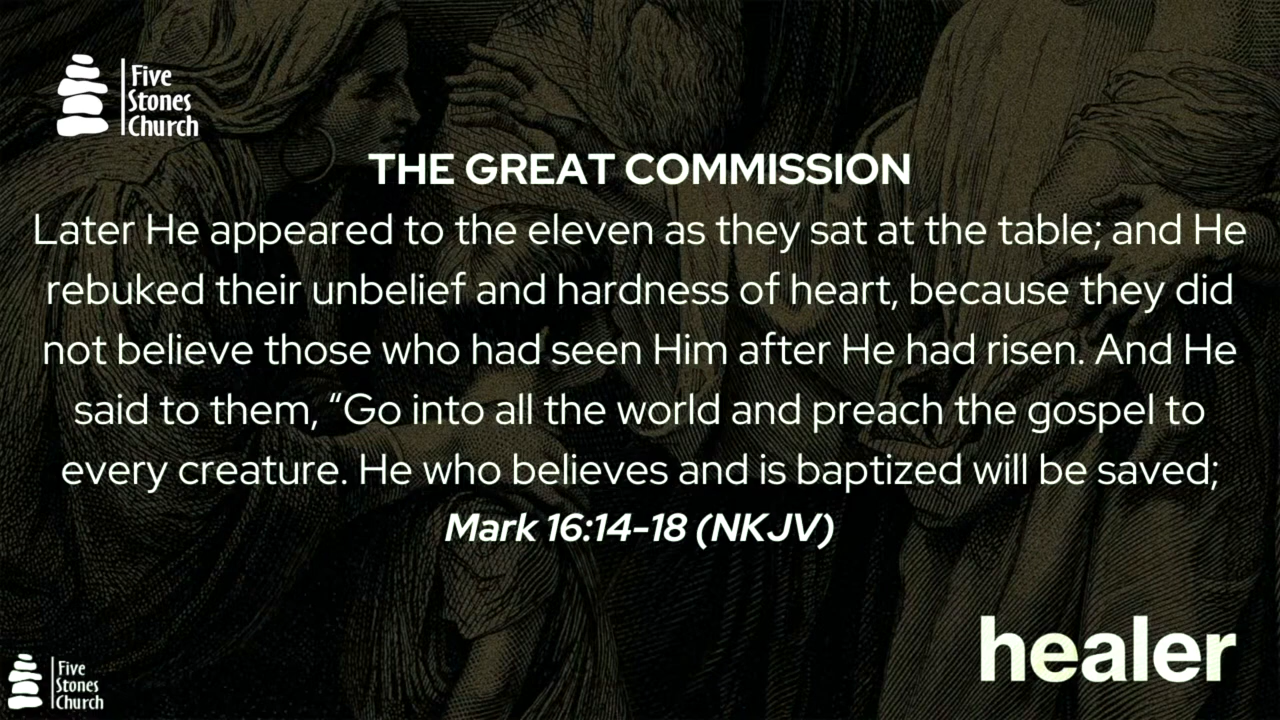 Five
Stones
Church
THE GREAT COMMISSION
Later He appeared to the eleven as they sat at the table; and He
rebuked their unbelief and hardness of heart, because they did
not believe those who had seen Him after He had risen. And He
said to them, “Go into all the world and preach the gospel to
every creature. He who believes and is baptized will be saved;
Mark 16:14-18 (NKJV)
healer
Five
Stones
Church